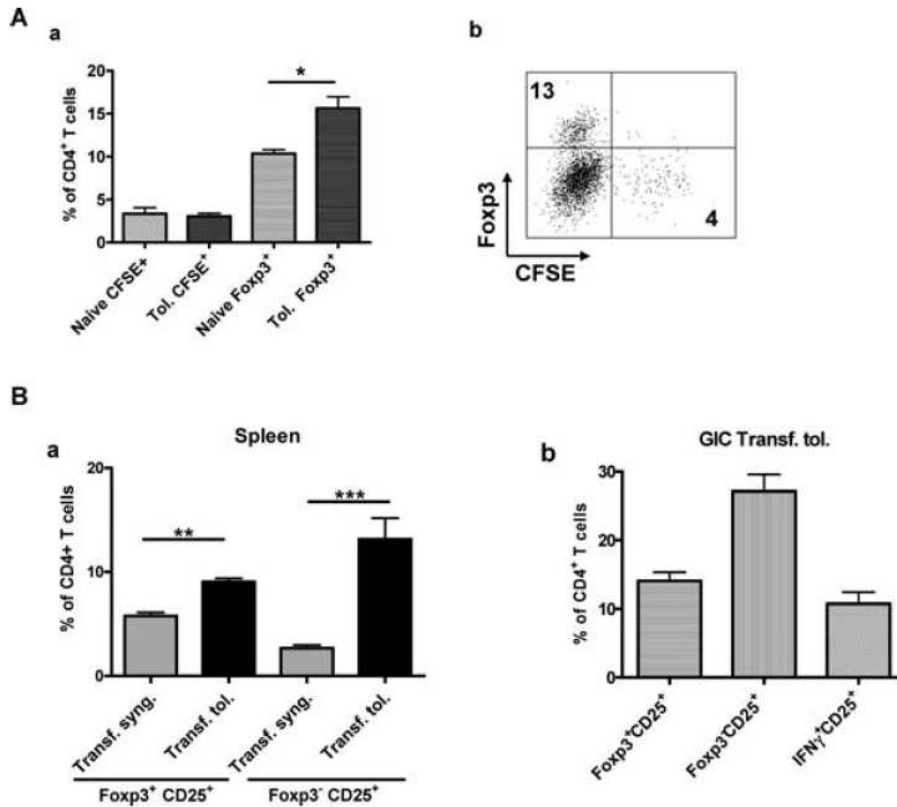 A
a
% of CD4+ T cells
20
15
10
5
0
*
Naive CFSE+
Tol. CFSE+
Naive Foxp3+
Tol. Foxp3+
b
13
4
Foxp3
CFSE
B
a
Spleen
% of CD4+ T cells
20
10
0
**
***
Transf. syng.
Transf. tol.
Transf. syng.
Transf. tol.
Foxp3+ CD25+
Foxp3- CD25+
b
GIC Transf. tol.
% of CD4+ T cells
30
20
10
0
Foxp3+CD25+
Foxp3-CD25+
IFNγ+CD25+